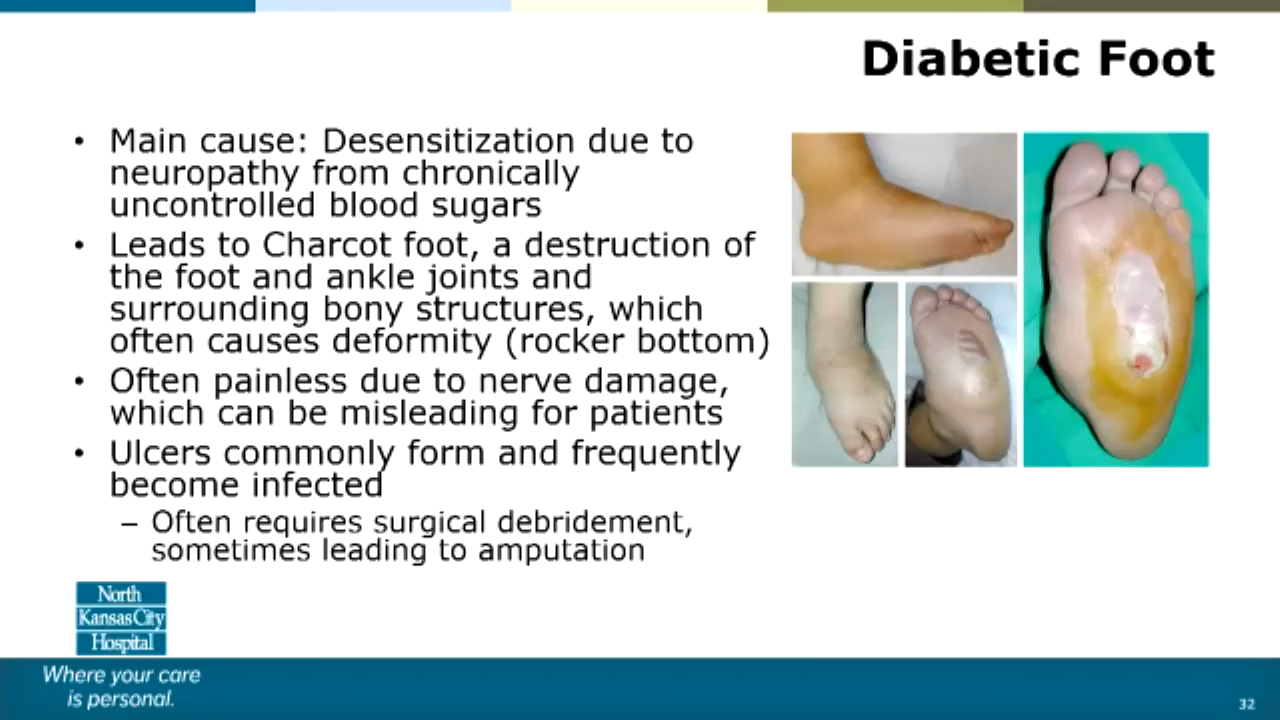 Diabetic Foot
• Main cause: Desensitization due to
neuropathy from chronically
uncontrolled blood sugars
• Leads to Charcot foot, a destruction of
the foot and ankle joints and
surrounding bony structures, which
often causes deformity (rocker bottom)
• Often painless due to nerve damage,
which can be misleading for patients
• Ulcers commonly form and frequently
become infected
– Often requires surgical debridement,
sometimes leading to amputation
North
KansasCity
Hospital
Where your care
is personal.
32